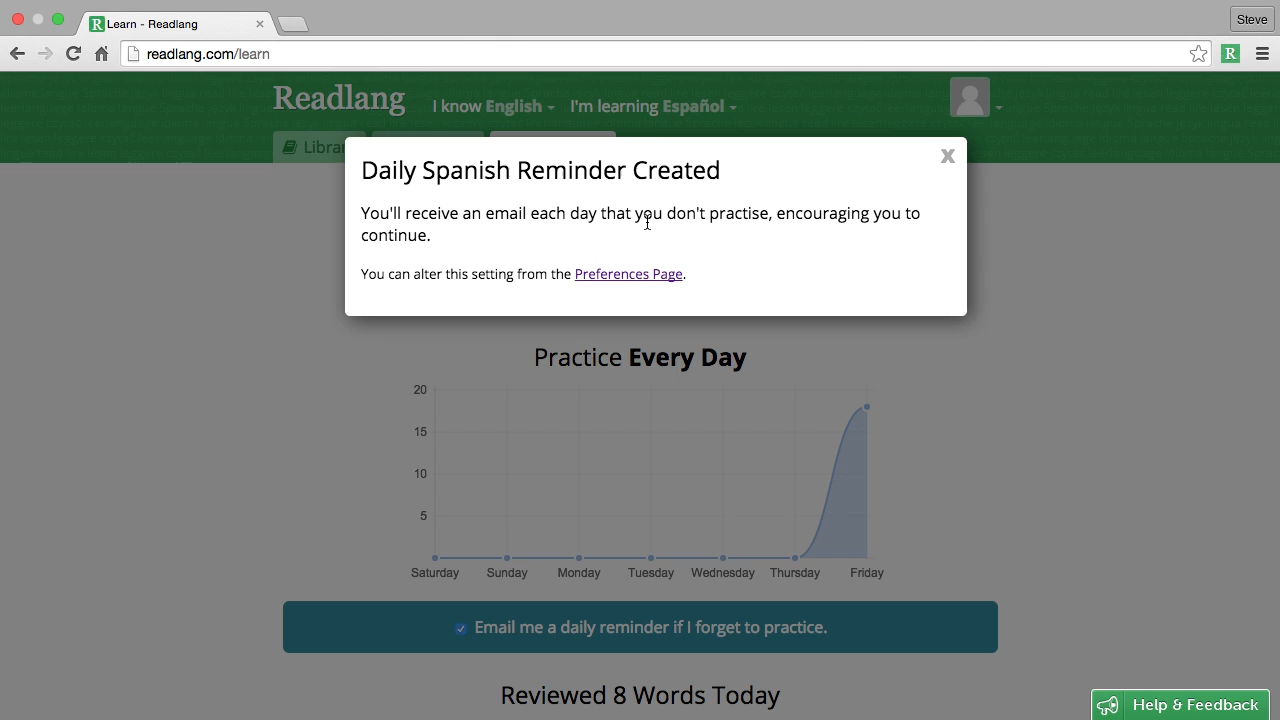 Learn - Readlang
Steve
readlang.com/learn
Readlang I know English I'm learning Español
Daily Spanish Reminder Created
You'll receive an email each day that you don't practise, encouraging you to
continue.
You can alter this setting from the Preferences Page.
Practice Every Day
20
15
10
5
Saturday Sunday Monday Tuesday Wednesday Thursday Friday
Email me a daily reminder if I forget to practice.
Reviewed 8 Words Today
Help & Feedback